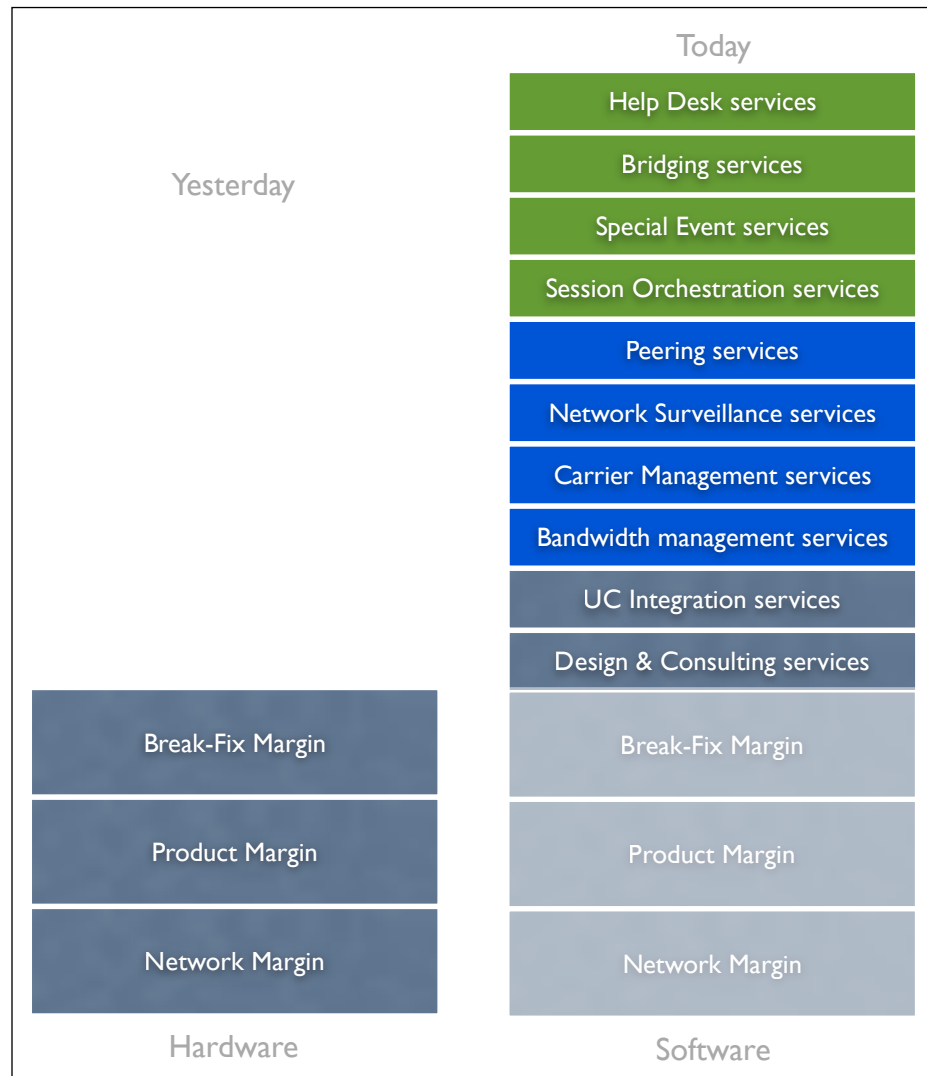 Yesterday
Break-Fix Margin
Product Margin
Network Margin
Hardware
Today
Help Desk services
Bridging services
Special Event services
Session Orchestration services
Peering services
Network Surveillance services
Carrier Management services
Bandwidth management services
UC Integration services
Design & Consulting services
Break-Fix Margin
Product Margin
Network Margin
Software